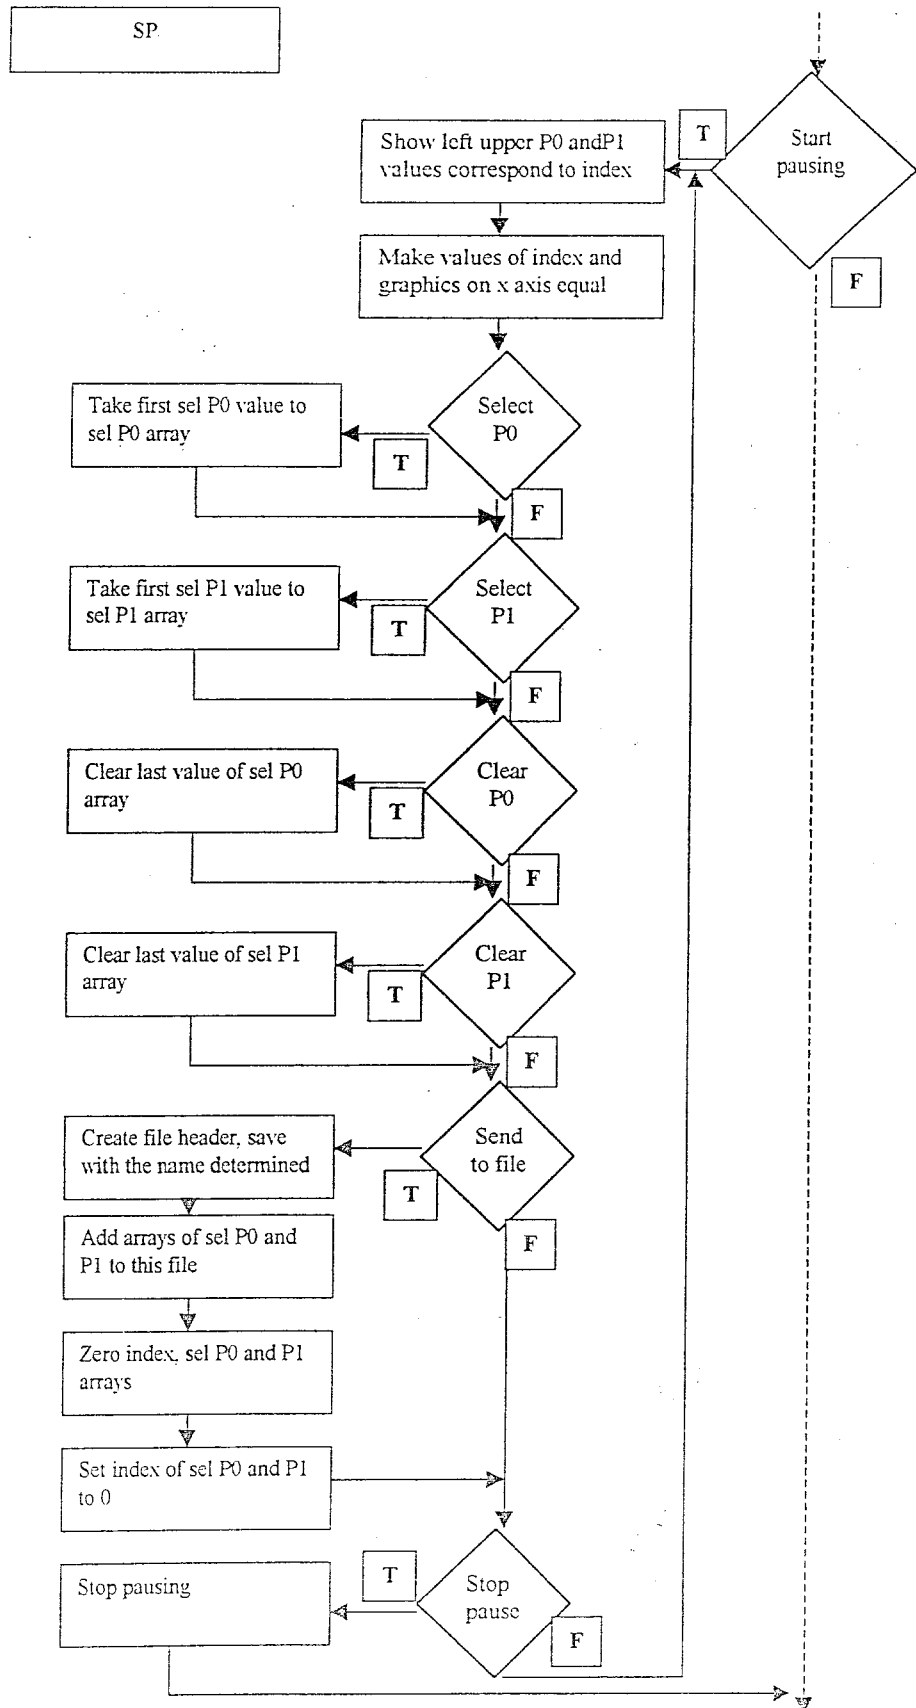 SP.
Start
pausing
T
F
Show left upper P0 andP1
values correspond to index
Make values of index and
graphics on x axis equal
Select
P0
T
F
Take first sel P0 value to
sel P0 array
Select
P1
T
F
Take first sel P1 value to
sel P1 array
Clear
P0
T
F
Clear last value of sel P0
array
Clear
P1
T
F
Clear last value of sel P1
array
Send
to file
T
F
Create file header, save
with the name determined
Add arrays of sel P0 and
P1 to this file
Zero index, sel P0 and P1
arrays
Set index of sel P0 and P1
to 0
Stop
pause
T
F
Stop pausing